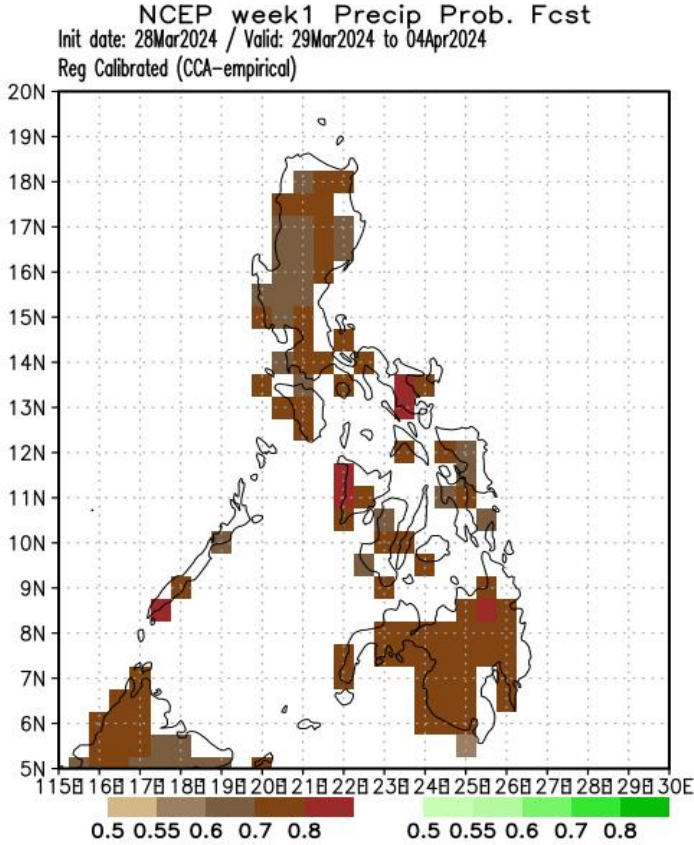 NCEP week1 Precip Prob. Fcst
Init date: 28Mar2024 / Valid: 29Mar2024 to 04Apr2024
Reg Calibrated (CCA-empirical)
20N
19N
18N
17N
16N
15N
14N
13N
12N
11N
10N
9N
8N
7N
6N
5N
115E 116E 117E 118E 119E 120E 121E 122E 123E 124E 125E 126E 127E 128E 129E 130E
0.5 0.55 0.6 0.7 0.8 0.5 0.55 0.6 0.7 0.8